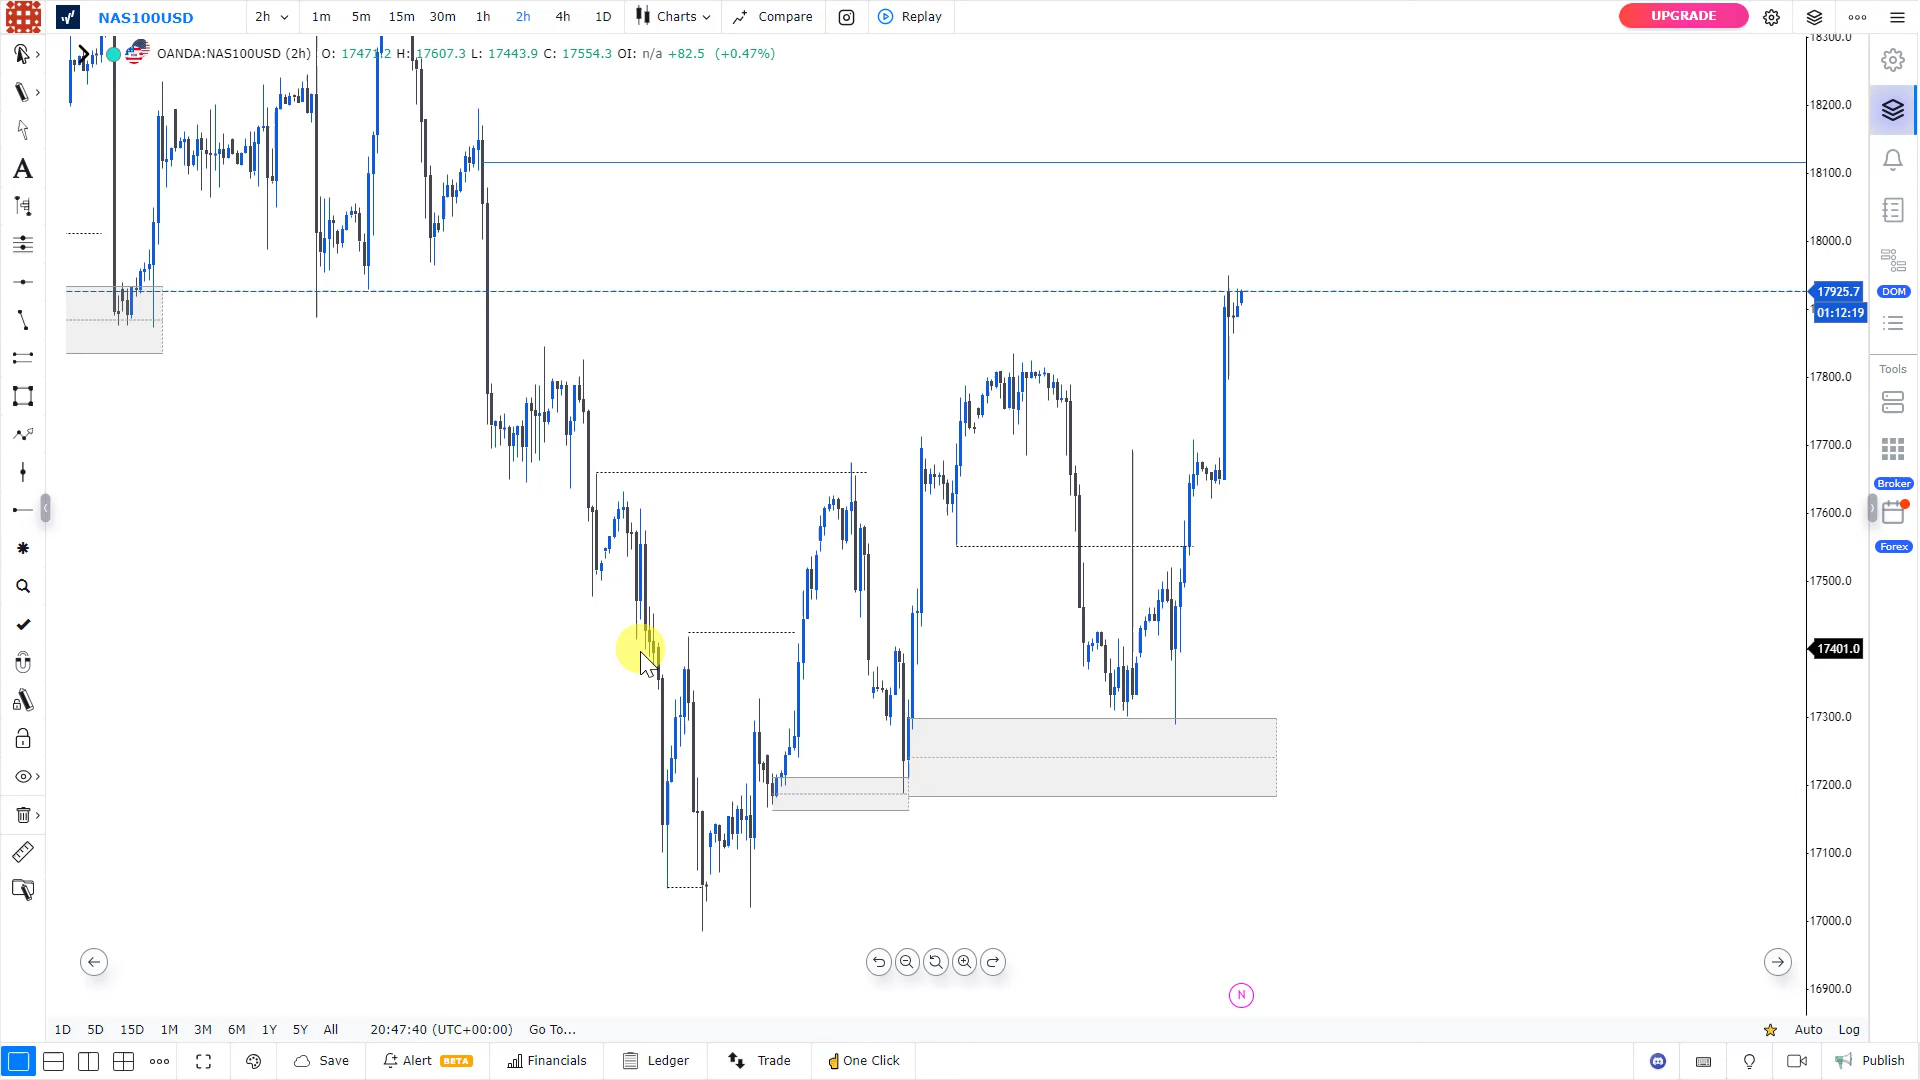 NAS100USD 2h 1m 5m 15m 30m 1h 2h 4h 1D Charts Compare Replay UPGRADE
OANDA:NAS100USD (2h) O: 17471.2 H: 17607.3 L: 17443.9 C: 17554.3 OI: n/a +82.5 (+0.47%)
18300.0
18200.0
18100.0
18000.0
17925.7
01:12:19
17800.0
17700.0
17600.0
17500.0
17401.0
17300.0
17200.0
17100.0
17000.0
16900.0
DOM
Tools
Broker
Forex
A
N
1D 5D 15D 1M 3M 6M 1Y 5Y All 20:47:40 (UTC+00:00) Go To... Auto Log
Save Alert BETA Financials Ledger Trade One Click Publish